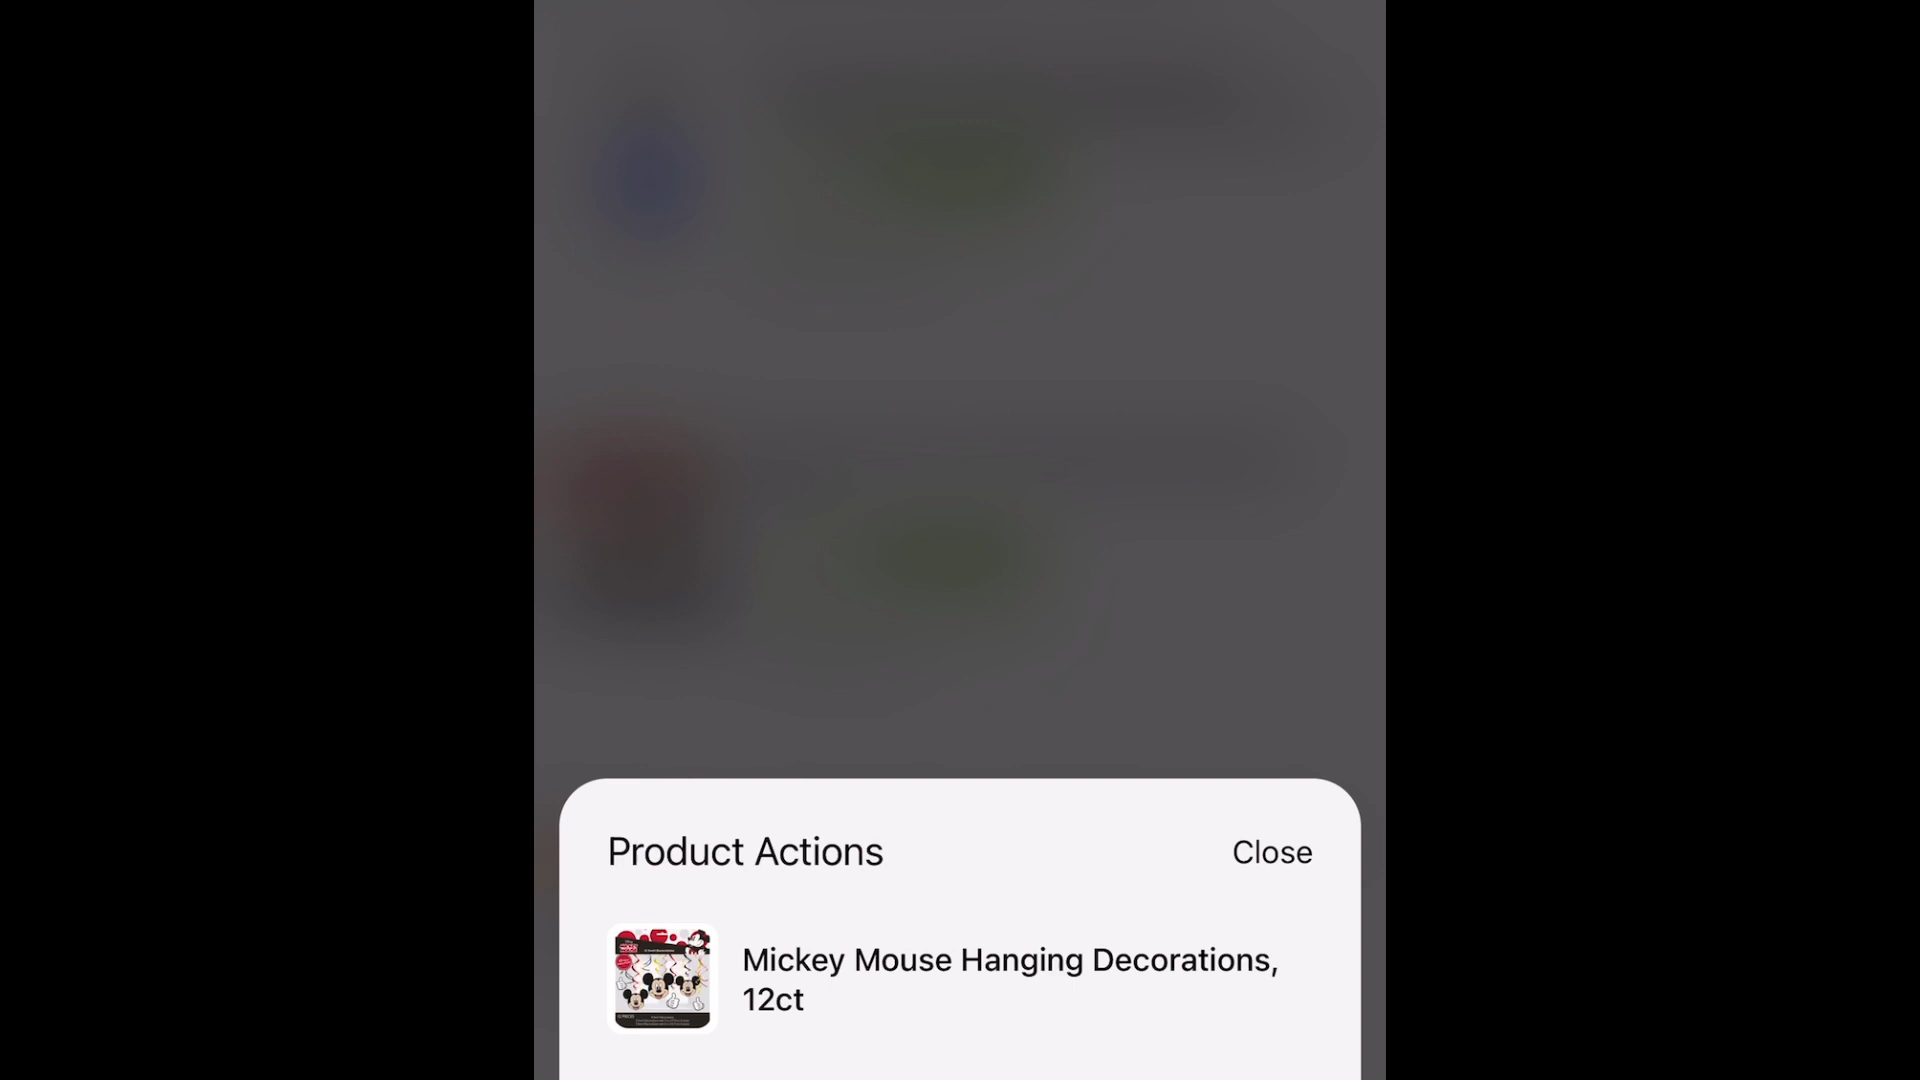 Product Actions
Close
Mickey Mouse Hanging Decorations,
12ct